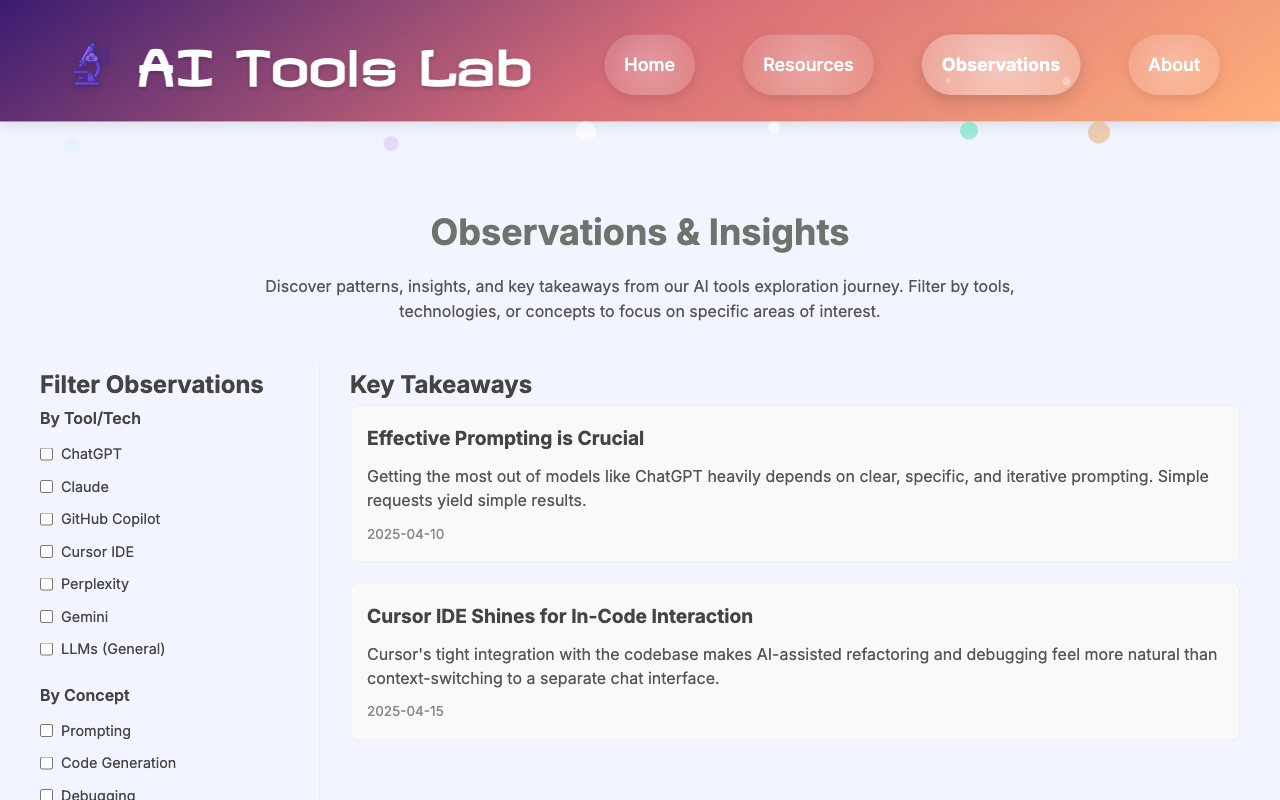 AI Tools Lab
Home
Resources
Observations
About
Observations & Insights
Discover patterns, insights, and key takeaways from our AI tools exploration journey. Filter by tools,
technologies, or concepts to focus on specific areas of interest.
Filter Observations
By Tool/Tech
ChatGPT
Claude
GitHub Copilot
Cursor IDE
Perplexity
Gemini
LLMs (General)
By Concept
Prompting
Code Generation
Debugging
Key Takeaways
Effective Prompting is Crucial
Getting the most out of models like ChatGPT heavily depends on clear, specific, and iterative prompting. Simple
requests yield simple results.
2025-04-10
Cursor IDE Shines for In-Code Interaction
Cursor's tight integration with the codebase makes AI-assisted refactoring and debugging feel more natural than
context-switching to a separate chat interface.
2025-04-15